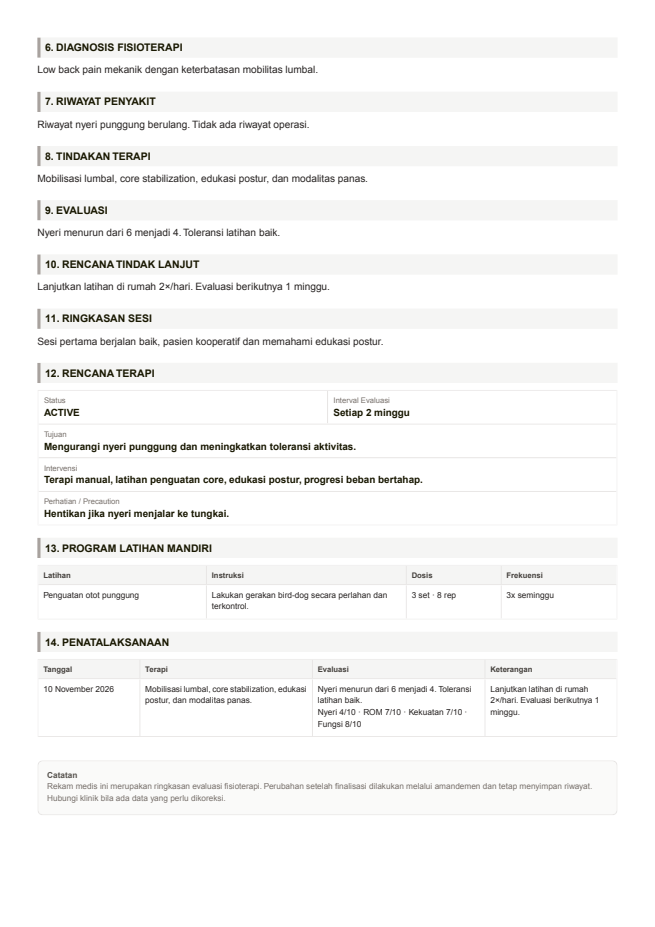 6. DIAGNOSIS FISIOTERAPI
Low back pain mekanik dengan keterbatasan mobilitas lumbal.
7. RIWAYAT PENYAKIT
Riwayat nyeri punggung berulang. Tidak ada riwayat operasi.
8. TINDAKAN TERAPI
Mobilisasi lumbal, core stabilization, edukasi postur, dan modalitas panas.
9. EVALUASI
Nyeri menurun dari 6 menjadi 4. Toleransi latihan baik.
10. RENCANA TINDAK LANJUT
Lanjutkan latihan di rumah 2×/hari. Evaluasi berikutnya 1 minggu.
11. RINGKASAN SESI
Sesi pertama berjalan baik, pasien kooperatif dan memahami edukasi postur.
12. RENCANA TERAPI
Status
ACTIVE
Interval Evaluasi
Setiap 2 minggu
Tujuan
Mengurangi nyeri punggung dan meningkatkan toleransi aktivitas.
Intervensi
Terapi manual, latihan penguatan core, edukasi postur, progresi beban bertahap.
Perhatian / Precaution
Hentikan jika nyeri menjalar ke tungkai.
13. PROGRAM LATIHAN MANDIRI
Latihan
Instruksi
Dosis
Frekuensi
Penguatan otot punggung
Lakukan gerakan bird-dog secara perlahan dan
terkontrol.
3 set · 8 rep
3x seminggu
14. PENATALAKSANAAN
Tanggal
Terapi
Evaluasi
Keterangan
10 November 2026
Mobilisasi lumbal, core stabilization, edukasi
postur, dan modalitas panas.
Nyeri menurun dari 6 menjadi 4. Toleransi
latihan baik.
Nyeri 4/10 · ROM 7/10 · Kekuatan 7/10 ·
Fungsi 8/10
Lanjutkan latihan di rumah
2×/hari. Evaluasi berikutnya 1
minggu.
Catatan
Rekam medis ini merupakan ringkasan evaluasi fisioterapi. Perubahan setelah finalisasi dilakukan melalui amandemen dan tetap menyimpan riwayat.
Hubungi klinik bila ada data yang perlu dikoreksi.